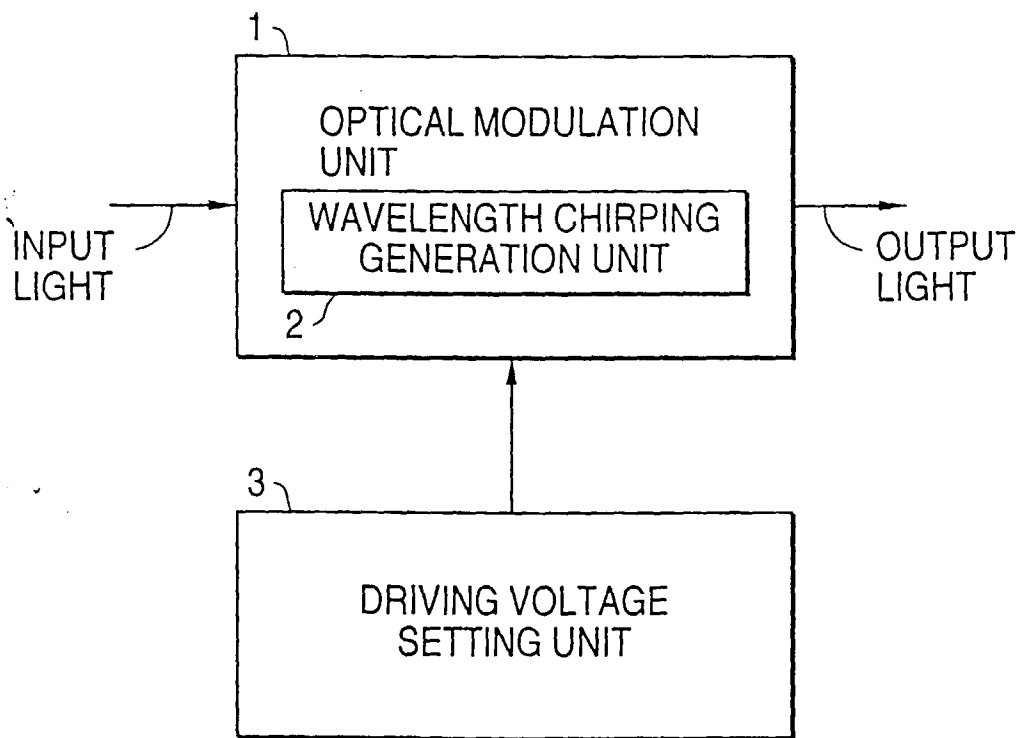 1
OPTICAL MODULATION
UNIT
WAVELENGTH CHIRPING
GENERATION UNIT
2
INPUT
LIGHT
OUTPUT
LIGHT
3
DRIVING VOLTAGE
SETTING UNIT